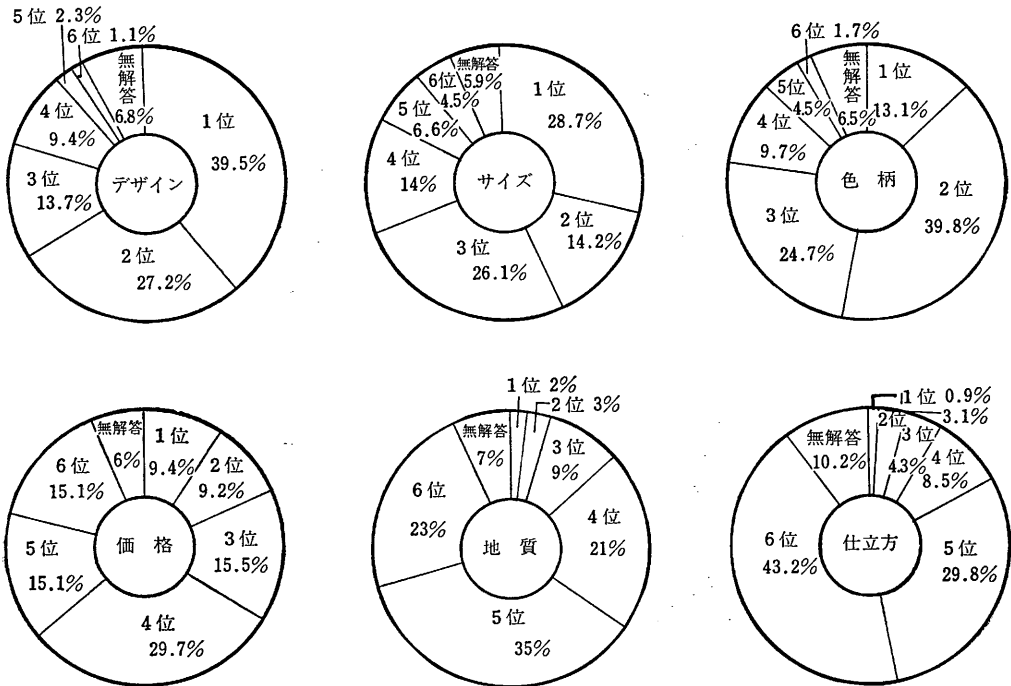 5位 2.3%
6位 1.1%
無解答
6.8%
1位
39.5%
2位
27.2%
3位
13.7%
4位
9.4%
デザイン
無解答
5.9%
1位
28.7%
2位
14.2%
3位
26.1%
4位
14%
5位
6.6%
6位
4.5%
サイズ
6位 1.7%
無解答
6.5%
1位
13.1%
2位
39.8%
3位
24.7%
4位
9.7%
5位
4.5%
色柄
無解答
6%
1位
9.4%
2位
9.2%
3位
15.5%
4位
29.7%
5位
15.1%
6位
15.1%
価格
1位 2%
2位 3%
無解答
7%
3位
9%
4位
21%
5位
35%
6位
23%
地質
1位 0.9%
2位
3.1%
無解答
10.2%
3位
4.3%
4位
8.5%
5位
29.8%
6位
43.2%
仕立方